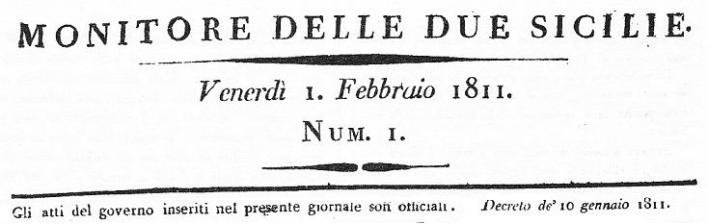 MONITORE DELLE DUE SICILIE.
Venerdì 1. Febbraio 1811.
NUM. 1.
Gli atti del governo inseriti nel presente giornale son officiali. Decreto de' 10 gennaio 1811.